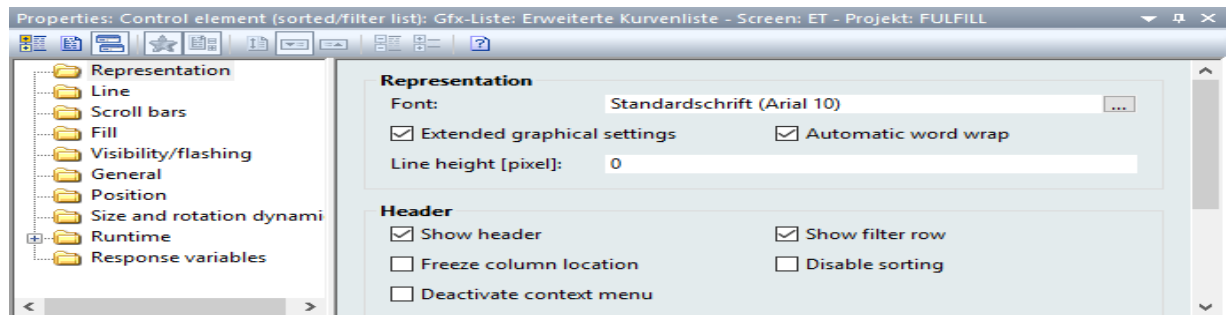 Properties: Control element (sorted/filter list): Gfx-Liste: Erweiterte Kurvenliste - Screen: ET - Projekt: FULFILL
Representation
Line
Scroll bars
Fill
Visibility/flashing
General
Position
Size and rotation dynami
Runtime
Response variables
Representation
Font: Standardschrift (Arial 10) ...
Extended graphical settings Automatic word wrap
Line height [pixel]: 0
Header
Show header Show filter row
Freeze column location Disable sorting
Deactivate context menu